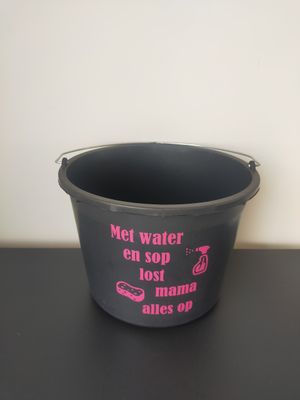 Met water
en sop
lost
mama
alles op